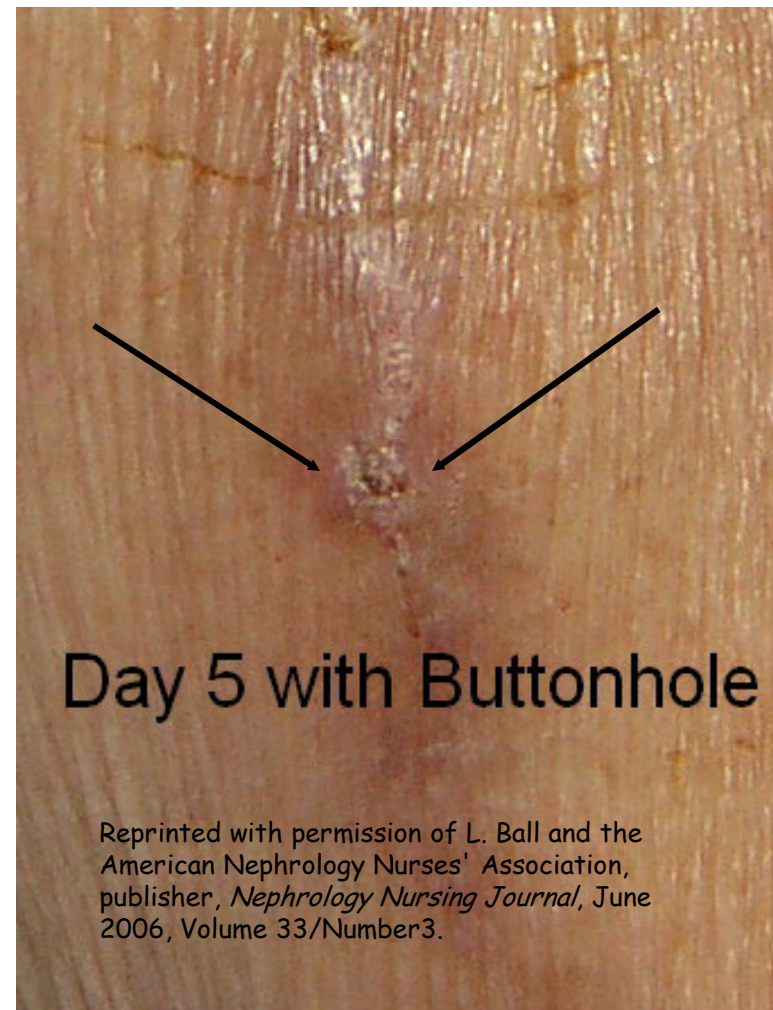 Day 5 with Buttonhole
Reprinted with permission of L. Ball and the
American Nephrology Nurses' Association,
publisher, Nephrology Nursing Journal, June
2006, Volume 33/Number3.